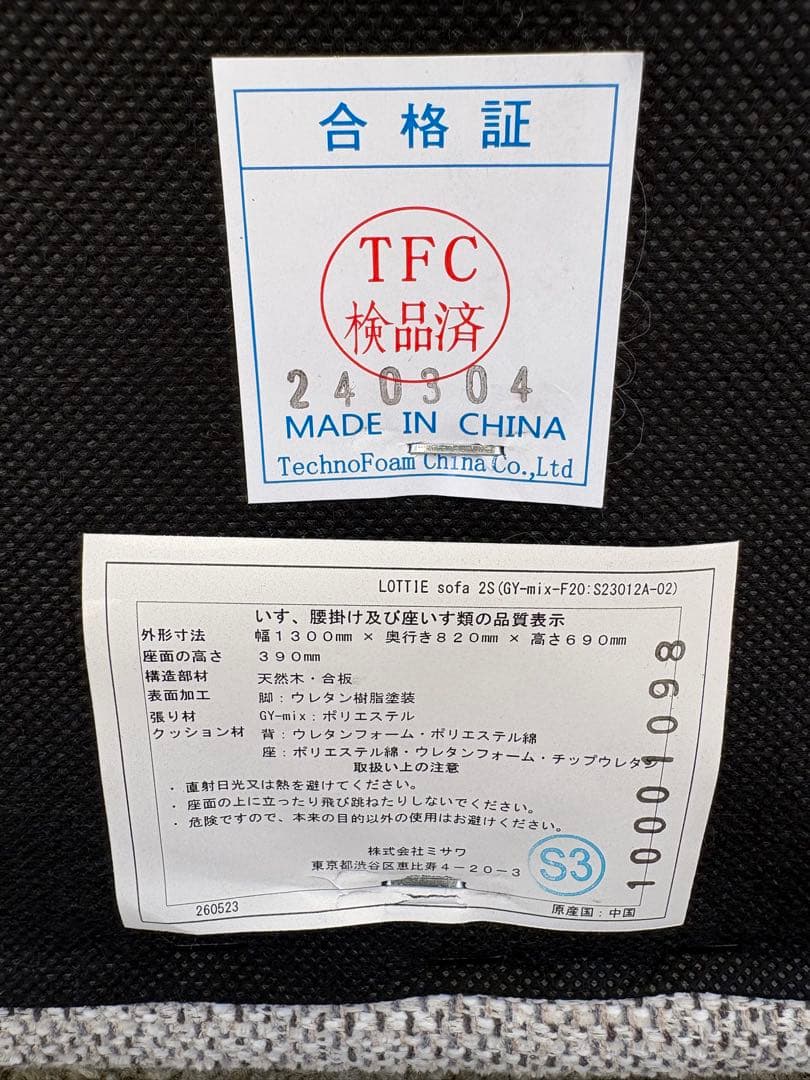 合格証
TFC
検品済
240304
MADE IN CHINA
TechnoFoam China Co.,Ltd
LOTTIE sofa 2S(GY-mix-F20:S23012A-02)
いす、腰掛け及び座いす類の品質表示
外形寸法 幅1300mm × 奥行き820mm × 高さ690mm
座面の高さ 390mm
構造部材 天然木・合板
表面加工 脚：ウレタン樹脂塗装
張り材 GY-mix：ポリエステル
クッション材 背：ウレタンフォーム・ポリエステル綿
座：ポリエステル綿・ウレタンフォーム・チップウレタン
取扱い上の注意
・直射日光又は熱を避けてください。
・座面の上に立ったり飛び跳ねたりしないでください。
・危険ですので、本来の目的以外の使用はお避けください。
株式会社ミサワ
東京都渋谷区恵比寿4-20-3
S3
10001098
260523
原産国：中国